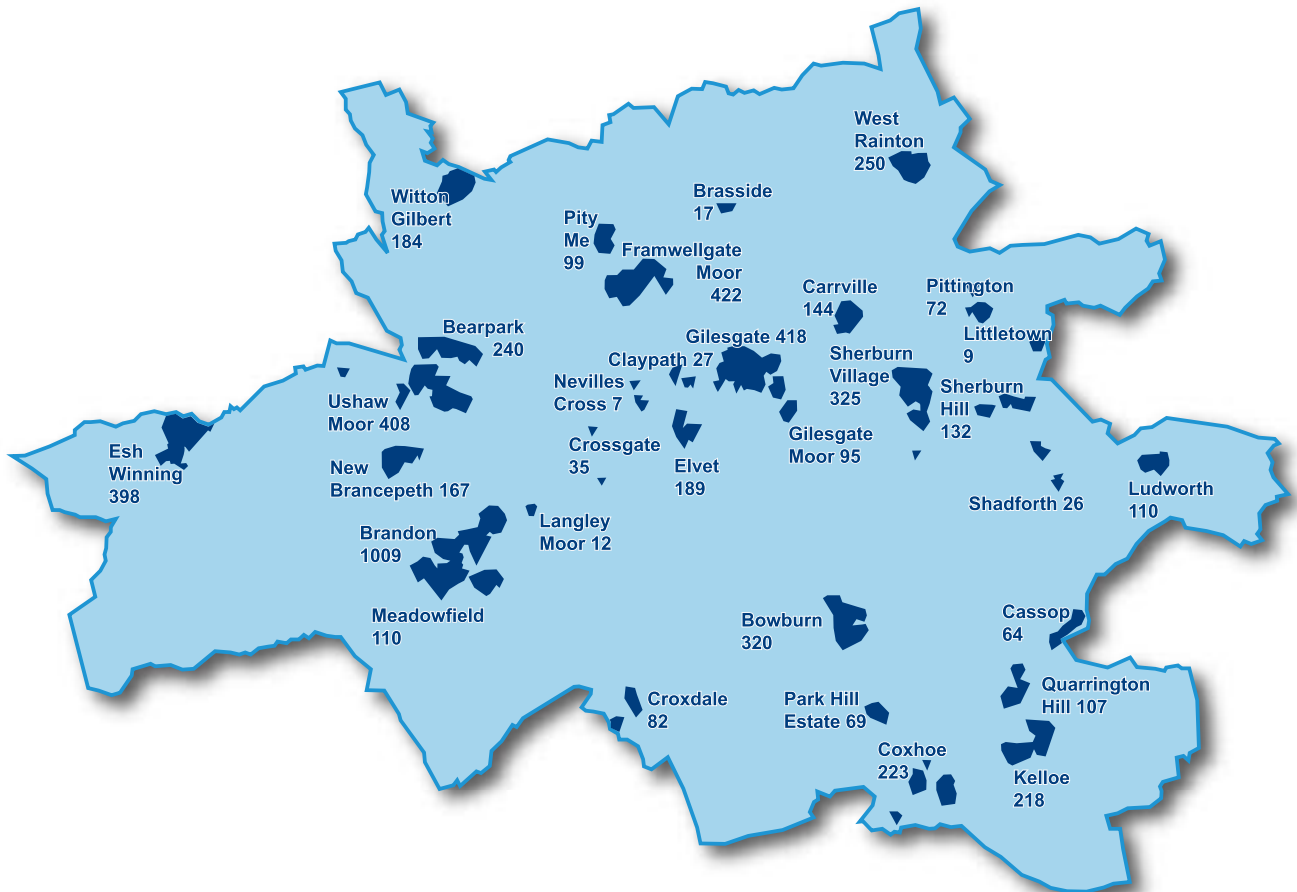 West
Rainton
250
Witton
Gilbert
184
Brasside
17
Pity
Me
99
Framwellgate
Moor
422
Carrville
144
Pittington
72
Littletown
9
Bearpark
240
Gilesgate 418
Claypath 27
Sherburn
Village
325
Nevilles
Cross 7
Sherburn
Hill
132
Ushaw
Moor 408
Gilesgate
Moor 95
Crossgate
35
Esh
Winning
398
New
Brancepeth 167
Elvet
189
Shadforth 26
Ludworth
110
Brandon
1009
Langley
Moor 12
Meadowfield
110
Bowburn
320
Cassop
64
Croxdale
82
Park Hill
Estate 69
Quarrington
Hill 107
Coxhoe
223
Kelloe
218